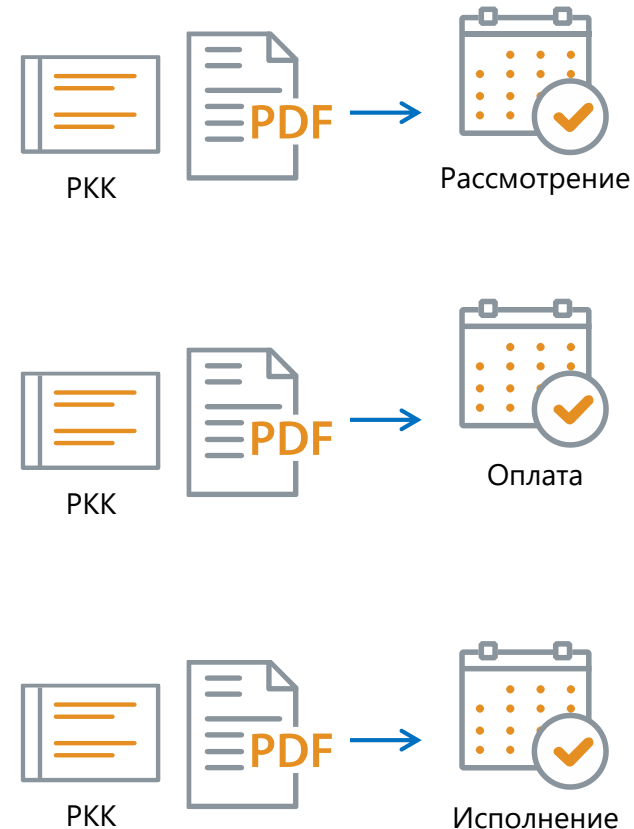 PDF
РКК
Рассмотрение
PDF
РКК
Оплата
PDF
РКК
Исполнение